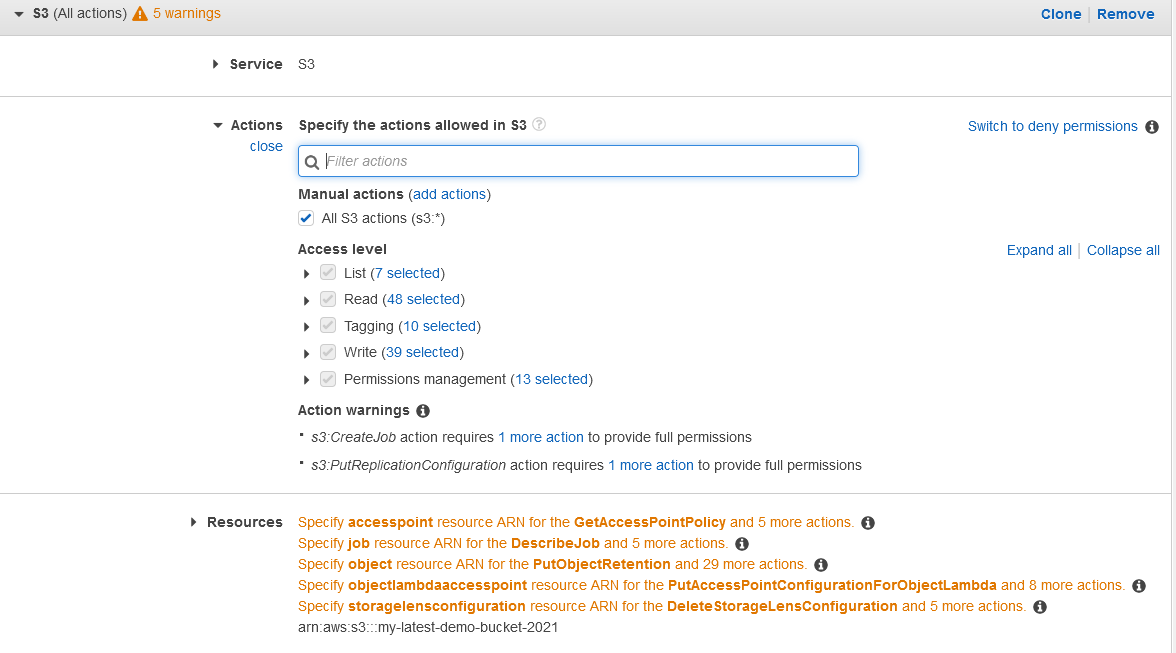 S3 (All actions) 5 warnings Clone Remove
Service S3
Actions Specify the actions allowed in S3 Switch to deny permissions
close
Filter actions
Manual actions (add actions)
All S3 actions (s3:*)
Access level Expand all Collapse all
List (7 selected)
Read (48 selected)
Tagging (10 selected)
Write (39 selected)
Permissions management (13 selected)
Action warnings
s3:CreateJob action requires 1 more action to provide full permissions
s3:PutReplicationConfiguration action requires 1 more action to provide full permissions
Resources Specify accesspoint resource ARN for the GetAccessPointPolicy and 5 more actions.
Specify job resource ARN for the DescribeJob and 5 more actions.
Specify object resource ARN for the PutObjectRetention and 29 more actions.
Specify objectlambdaaccesspoint resource ARN for the PutAccessPointConfigurationForObjectLambda and 8 more actions.
Specify storagelensconfiguration resource ARN for the DeleteStorageLensConfiguration and 5 more actions.
arn:aws:s3:::my-latest-demo-bucket-2021